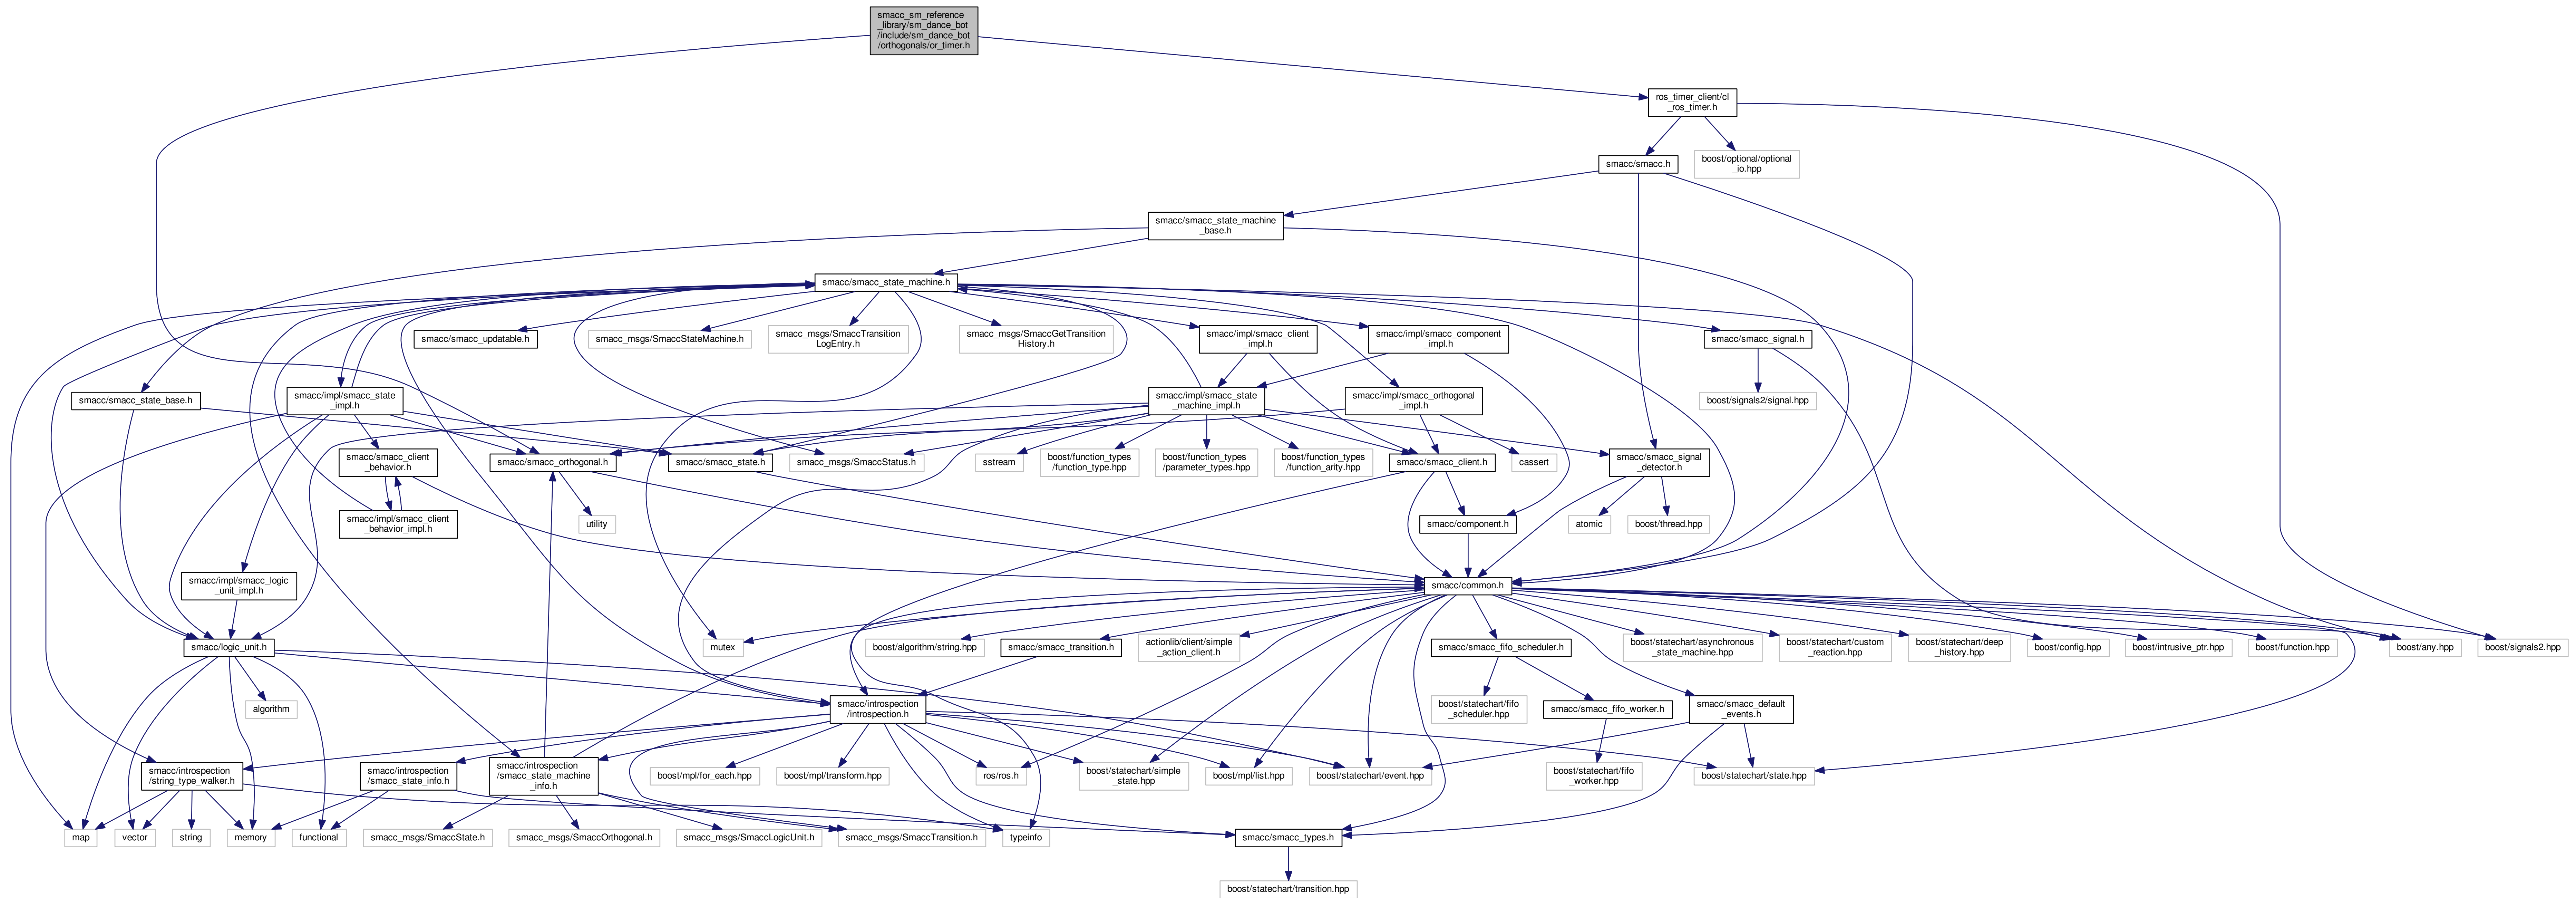 smacc_sm_reference
_library/sm_dance_bot
/include/sm_dance_bot
/orthogonals/or_timer.h
ros_timer_client/cl
_ros_timer.h
smacc/smacc.h
boost/optional/optional
_io.hpp
smacc/smacc_state_machine
_base.h
smacc/smacc_state_machine.h
smacc/smacc_updatable.h
smacc_msgs/SmaccStateMachine.h
smacc_msgs/SmaccTransition
LogEntry.h
smacc_msgs/SmaccGetTransition
History.h
smacc/impl/smacc_client
_impl.h
smacc/impl/smacc_component
_impl.h
smacc/smacc_signal.h
smacc/smacc_state_base.h
smacc/impl/smacc_state
_impl.h
smacc/impl/smacc_state
_machine_impl.h
smacc/impl/smacc_orthogonal
_impl.h
boost/signals2/signal.hpp
smacc/smacc_client
_behavior.h
smacc/smacc_orthogonal.h
smacc/smacc_state.h
smacc_msgs/SmaccStatus.h
sstream
boost/function_types
/function_type.hpp
boost/function_types
/parameter_types.hpp
boost/function_types
/function_arity.hpp
smacc/smacc_client.h
cassert
smacc/smacc_signal
_detector.h
smacc/impl/smacc_client
_behavior_impl.h
utility
smacc/component.h
atomic
boost/thread.hpp
smacc/impl/smacc_logic
_unit_impl.h
smacc/common.h
smacc/logic_unit.h
mutex
boost/algorithm/string.hpp
smacc/smacc_transition.h
actionlib/client/simple
_action_client.h
smacc/smacc_fifo_scheduler.h
boost/statechart/asynchronous
_state_machine.hpp
boost/statechart/custom
_reaction.hpp
boost/statechart/deep
_history.hpp
boost/config.hpp
boost/intrusive_ptr.hpp
boost/function.hpp
boost/any.hpp
boost/signals2.hpp
algorithm
smacc/introspection
/introspection.h
boost/statechart/fifo
_scheduler.hpp
smacc/smacc_fifo_worker.h
smacc/smacc_default
_events.h
smacc/introspection
/string_type_walker.h
smacc/introspection
/smacc_state_info.h
smacc/introspection
/smacc_state_machine
_info.h
boost/mpl/for_each.hpp
boost/mpl/transform.hpp
ros/ros.h
boost/statechart/simple
_state.hpp
boost/mpl/list.hpp
boost/statechart/event.hpp
boost/statechart/fifo
_worker.hpp
boost/statechart/state.hpp
map
vector
string
memory
functional
smacc_msgs/SmaccState.h
smacc_msgs/SmaccOrthogonal.h
smacc_msgs/SmaccLogicUnit.h
smacc_msgs/SmaccTransition.h
typeinfo
smacc/smacc_types.h
boost/statechart/transition.hpp